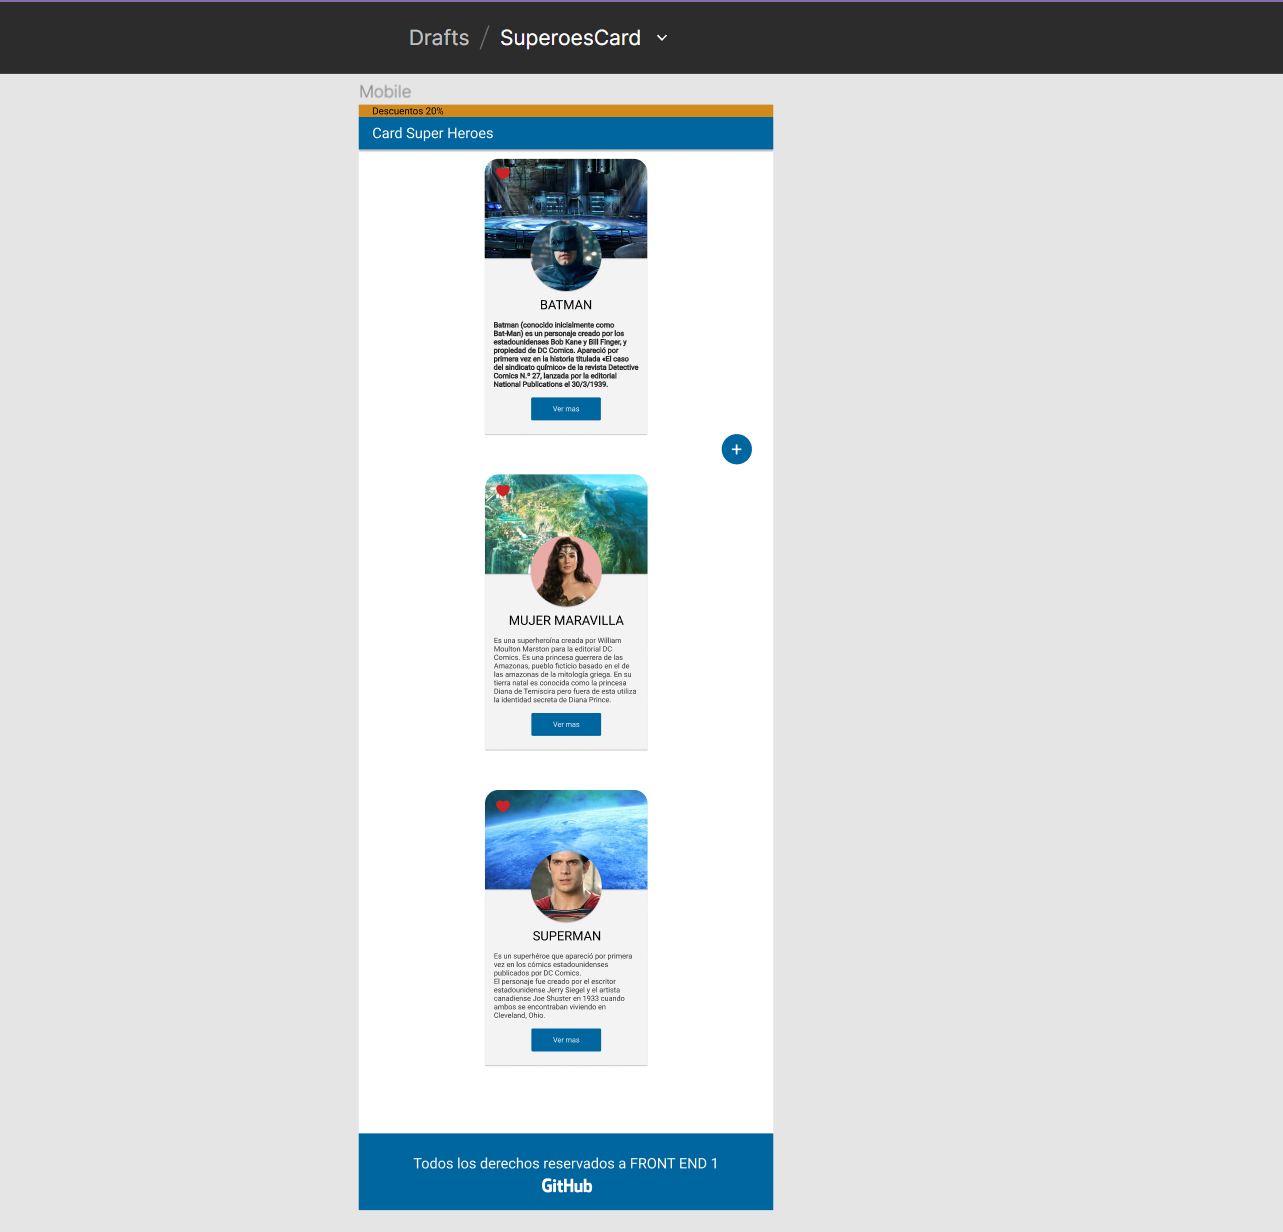 Drafts / SuperoesCard
Mobile
Descuentos 20%
Card Super Heroes
BATMAN
Batman (conocido inicialmente como
Bat-Man) es un personaje creado por los
estadounidenses Bob Kane y Bill Finger, y
propiedad de DC Comics. Apareció por
primera vez en la historia titulada «El caso
del sindicato químico» de la revista Detective
Comics N.º 27, lanzada por la editorial
National Publications el 30/3/1939.
Ver mas
+
MUJER MARAVILLA
Es una superheroína creada por William
Moulton Marston para la editorial DC
Comics. Es una princesa guerrera de las
Amazonas, pueblo ficticio basado en el de
las amazonas de la mitología griega. En su
tierra natal es conocida como la princesa
Diana de Temiscira pero fuera de esta utiliza
la identidad secreta de Diana Prince.
Ver mas
SUPERMAN
Es un superhéroe que apareció por primera
vez en los cómics estadounidenses
publicados por DC Comics.
El personaje fue creado por el escritor
estadounidense Jerry Siegel y el artista
canadiense Joe Shuster en 1933 cuando
ambos se encontraban viviendo en
Cleveland, Ohio.
Ver mas
Todos los derechos reservados a FRONT END 1
GitHub